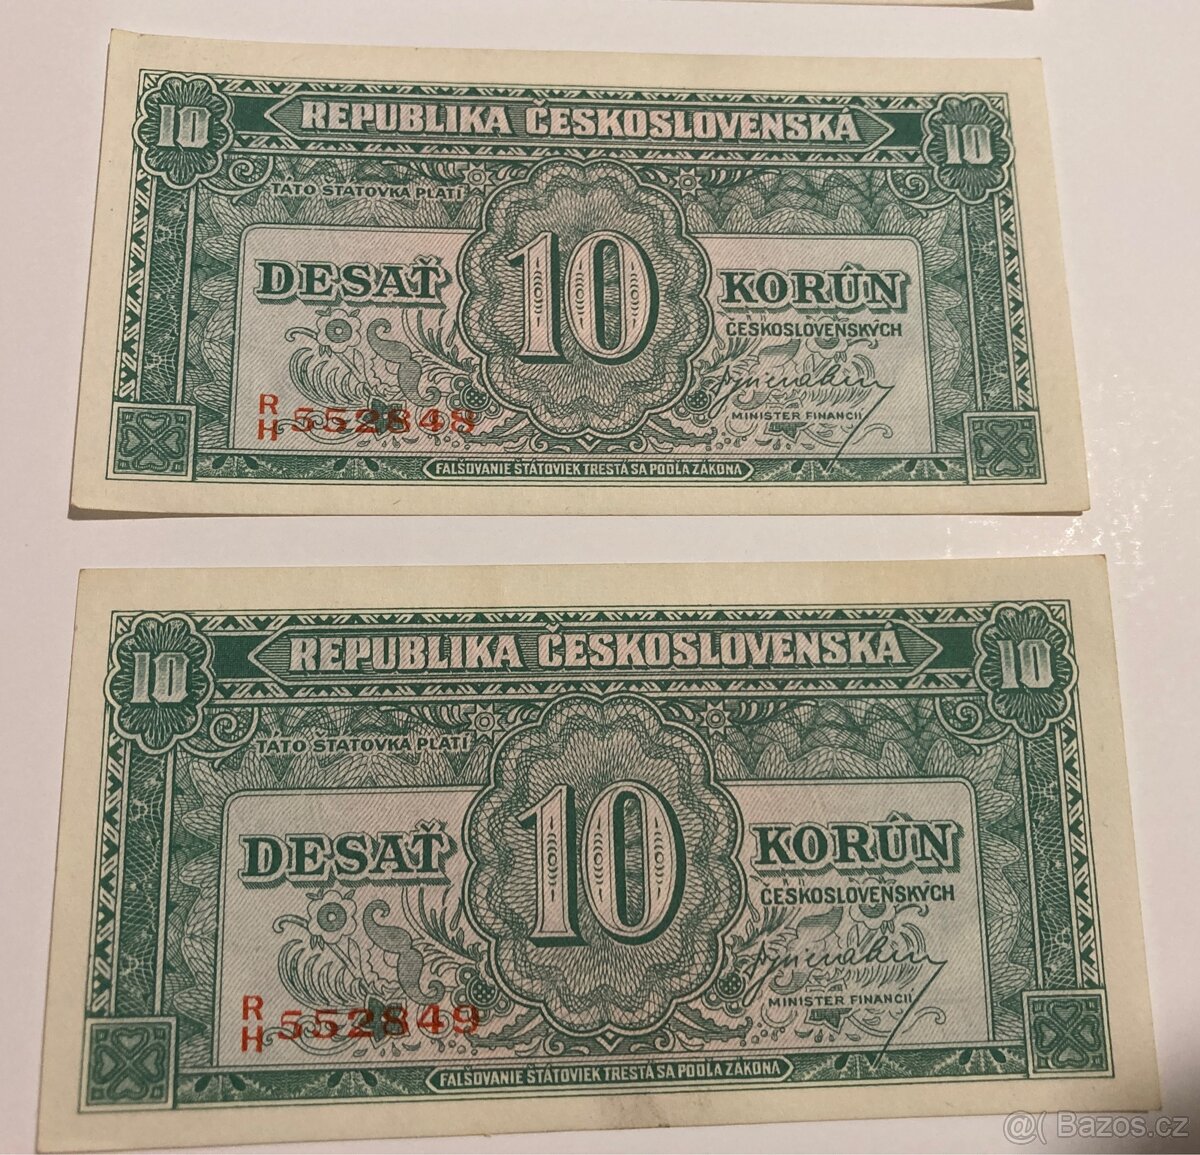 10 REPUBLIKA ČESKOSLOVENSKÁ 10
TÁTO ŠTÁTOVKA PLATÍ
DESAŤ 10 KORÚN
ČESKOSLOVENSKÝCH
R
H 552848
MINISTER FINANCIÍ
FALŠOVANIE ŠTÁTOVIEK TRESTÁ SA PODĽA ZÁKONA
10 REPUBLIKA ČESKOSLOVENSKÁ 10
TÁTO ŠTÁTOVKA PLATÍ
DESAŤ 10 KORÚN
ČESKOSLOVENSKÝCH
R
H 552849
MINISTER FINANCIÍ
FALŠOVANIE ŠTÁTOVIEK TRESTÁ SA PODĽA ZÁKONA
@( Bazos.cz